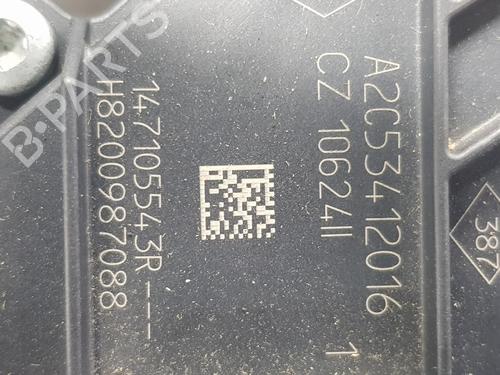 A2C53412016 1
CZ 10624II
147105543R---
H8200987088
387
B-PARTS